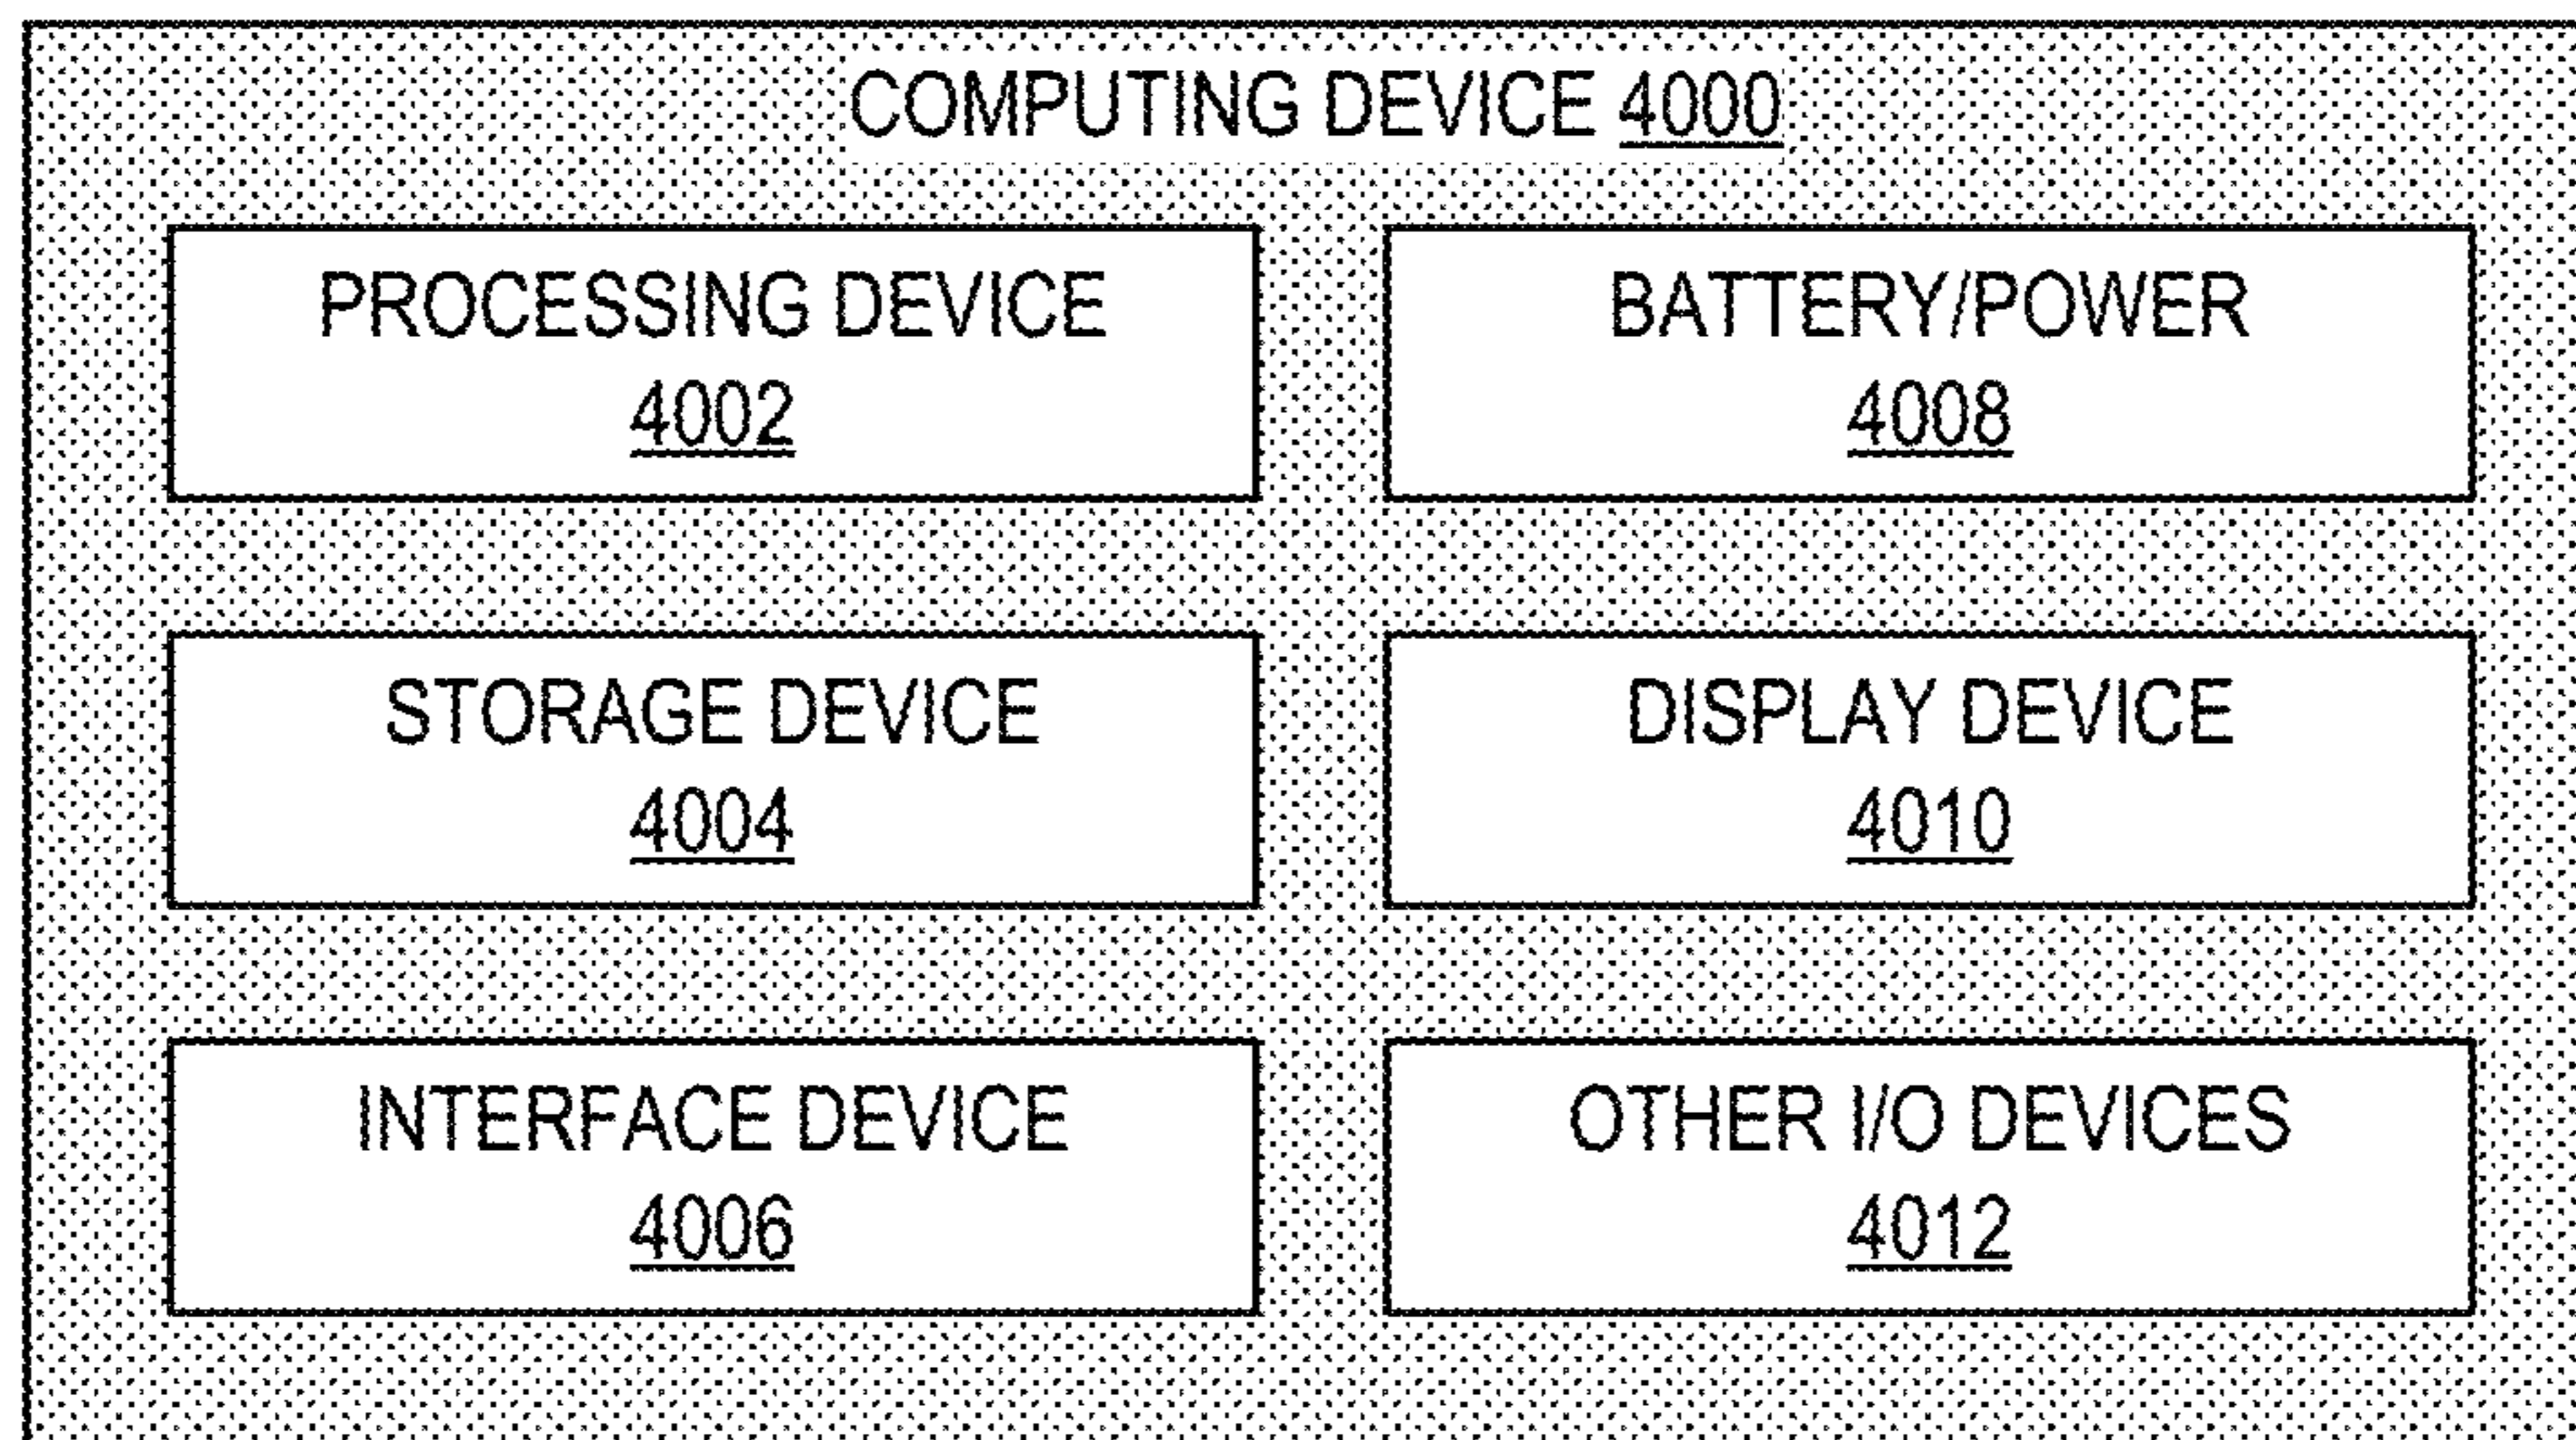 COMPUTING DEVICE 4000
PROCESSING DEVICE
4002
BATTERY/POWER
4008
STORAGE DEVICE
4004
DISPLAY DEVICE
4010
INTERFACE DEVICE
4006
OTHER I/O DEVICES
4012